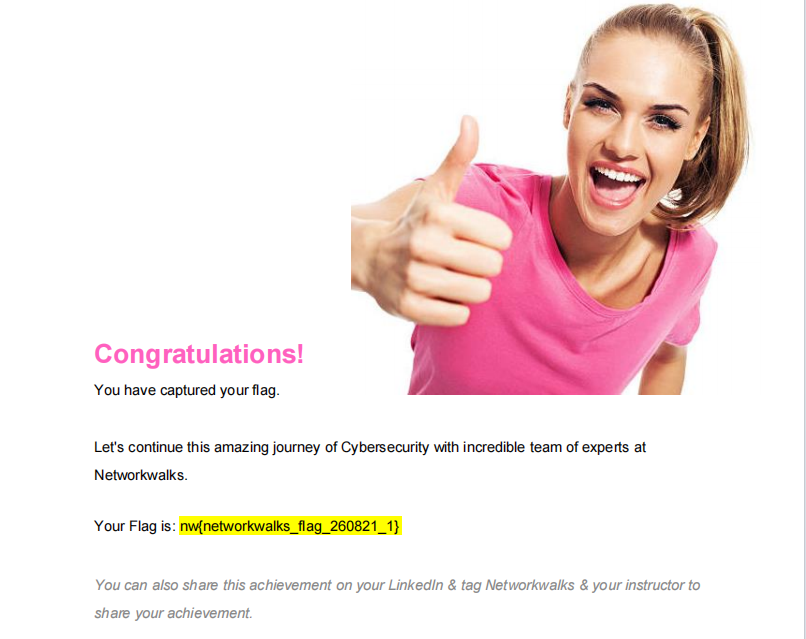 Congratulations!
You have captured your flag.
Let's continue this amazing journey of Cybersecurity with incredible team of experts at
Networkwalks.
Your Flag is: nw{networkwalks_flag_260821_1}
You can also share this achievement on your LinkedIn & tag Networkwalks & your instructor to
share your achievement.